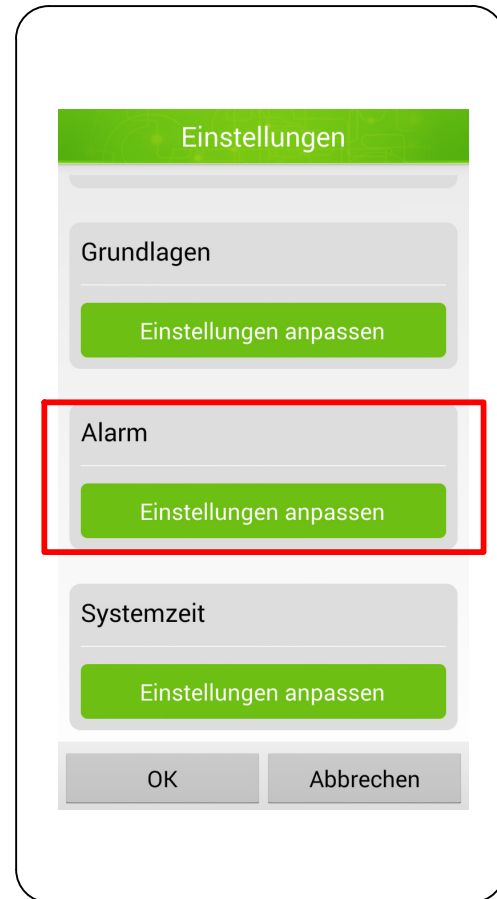 Einstellungen
Grundlagen
Einstellungen anpassen
Alarm
Einstellungen anpassen
Systemzeit
Einstellungen anpassen
OK Abbrechen